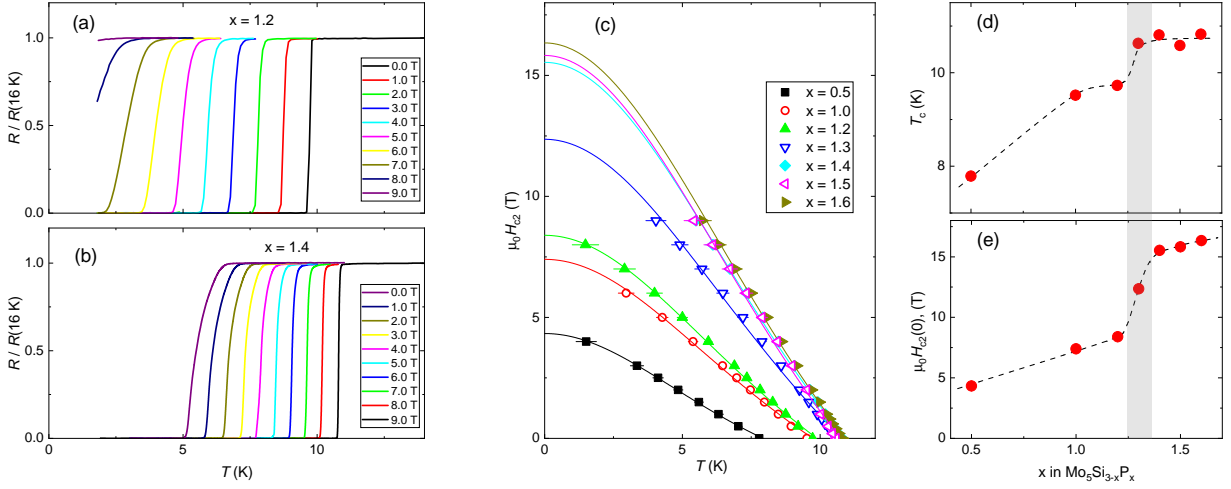 (a)
x = 1.2
1.0
0.5
0.0
R / R(16 K)
0.0 T
1.0 T
2.0 T
3.0 T
4.0 T
5.0 T
6.0 T
7.0 T
8.0 T
9.0 T
5
10
(b)
x = 1.4
1.0
0.5
0.0
R / R(16 K)
0.0 T
1.0 T
2.0 T
3.0 T
4.0 T
5.0 T
6.0 T
7.0 T
8.0 T
9.0 T
5
10
T (K)
(c)
15
10
5
0
μ₀Hc2 (T)
x = 0.5
x = 1.0
x = 1.2
x = 1.3
x = 1.4
x = 1.5
x = 1.6
0
5
10
T (K)
(d)
10
8
Tc (K)
(e)
15
10
5
0
μ₀Hc2(0), (T)
0.5
1.0
1.5
x in Mo₅Si₃₋ₓPₓ